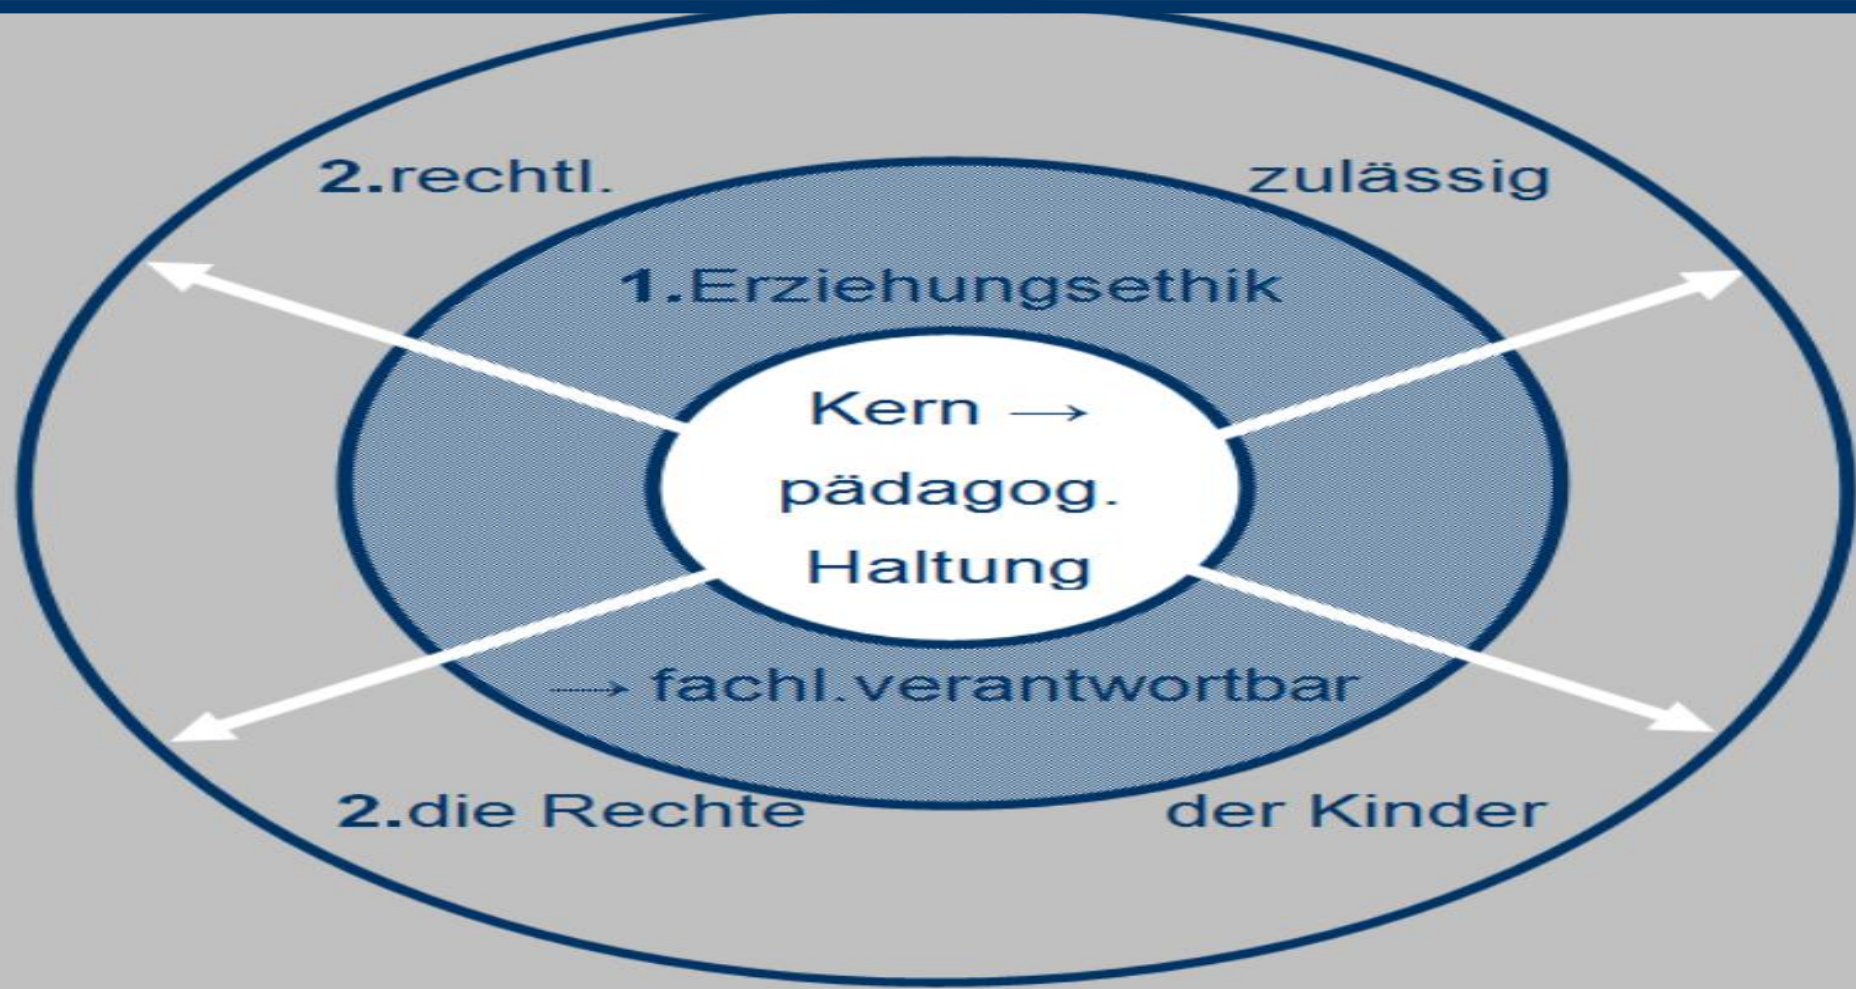 2.rechtl. zulässig
1.Erziehungsethik
Kern →
pädagog.
Haltung
→ fachl.verantwortbar
2.die Rechte der Kinder